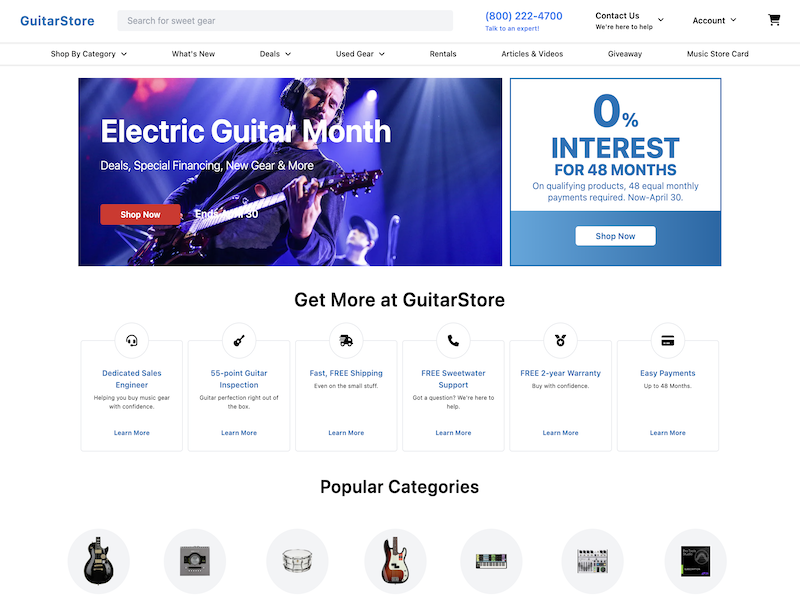 GuitarStore
Search for sweet gear
(800) 222-4700
Talk to an expert!
Contact Us
We're here to help
Account
Shop By Category
What's New
Deals
Used Gear
Rentals
Articles & Videos
Giveaway
Music Store Card
Electric Guitar Month
Deals, Special Financing, New Gear & More
Shop Now
Ends April 30
0%
INTEREST
FOR 48 MONTHS
On qualifying products, 48 equal monthly
payments required. Now-April 30.
Shop Now
Get More at GuitarStore
Dedicated Sales
Engineer
Helping you buy music gear
with confidence.
Learn More
55-point Guitar
Inspection
Guitar perfection right out of
the box.
Learn More
Fast, FREE Shipping
Even on the small stuff.
Learn More
FREE Sweetwater
Support
Got a question? We're here to
help.
Learn More
FREE 2-year Warranty
Buy with confidence.
Learn More
Easy Payments
Up to 48 Months.
Learn More
Popular Categories